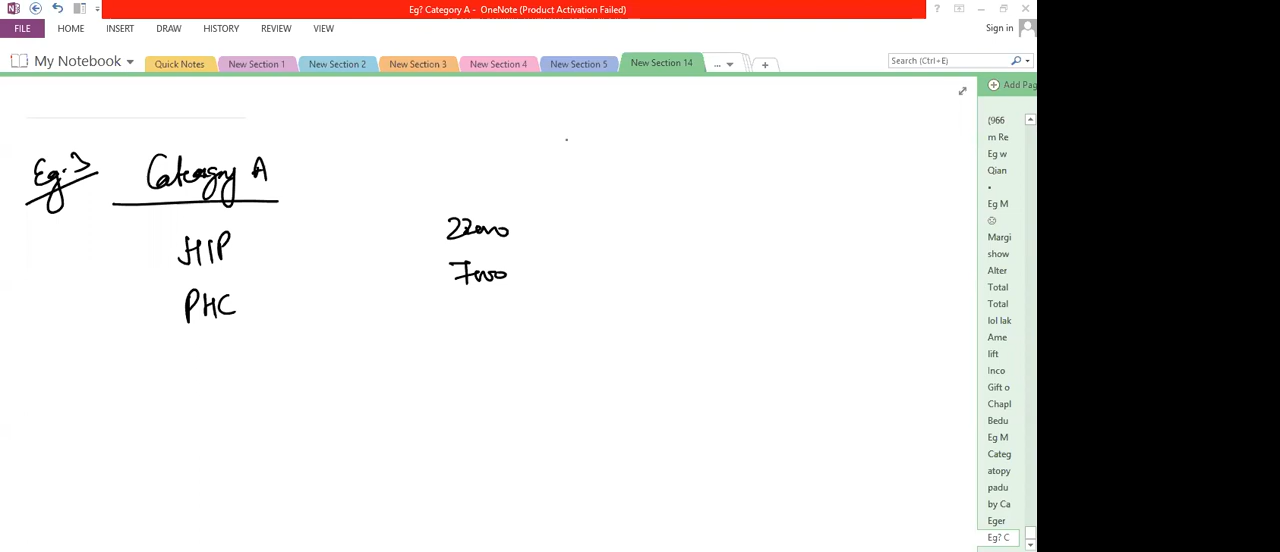 Eg? Category A - OneNote (Product Activation Failed)
FILE HOME INSERT DRAW HISTORY REVIEW VIEW Sign in
My Notebook Quick Notes New Section 1 New Section 2 New Section 3 New Section 4 New Section 5 New Section 14 ... + Search (Ctrl+E)
Add Pag
(966
m Re
Eg w
Qian
•
Eg M
☹
Margi
show
Alter
Total
Total
lol lak
Ame
lift
Inco
Gift o
Chapl
Bedu
Eg M
Categ
atopy
padu
by Ca
Eger
Eg? C
Eg:> Category A
HIP
PHC